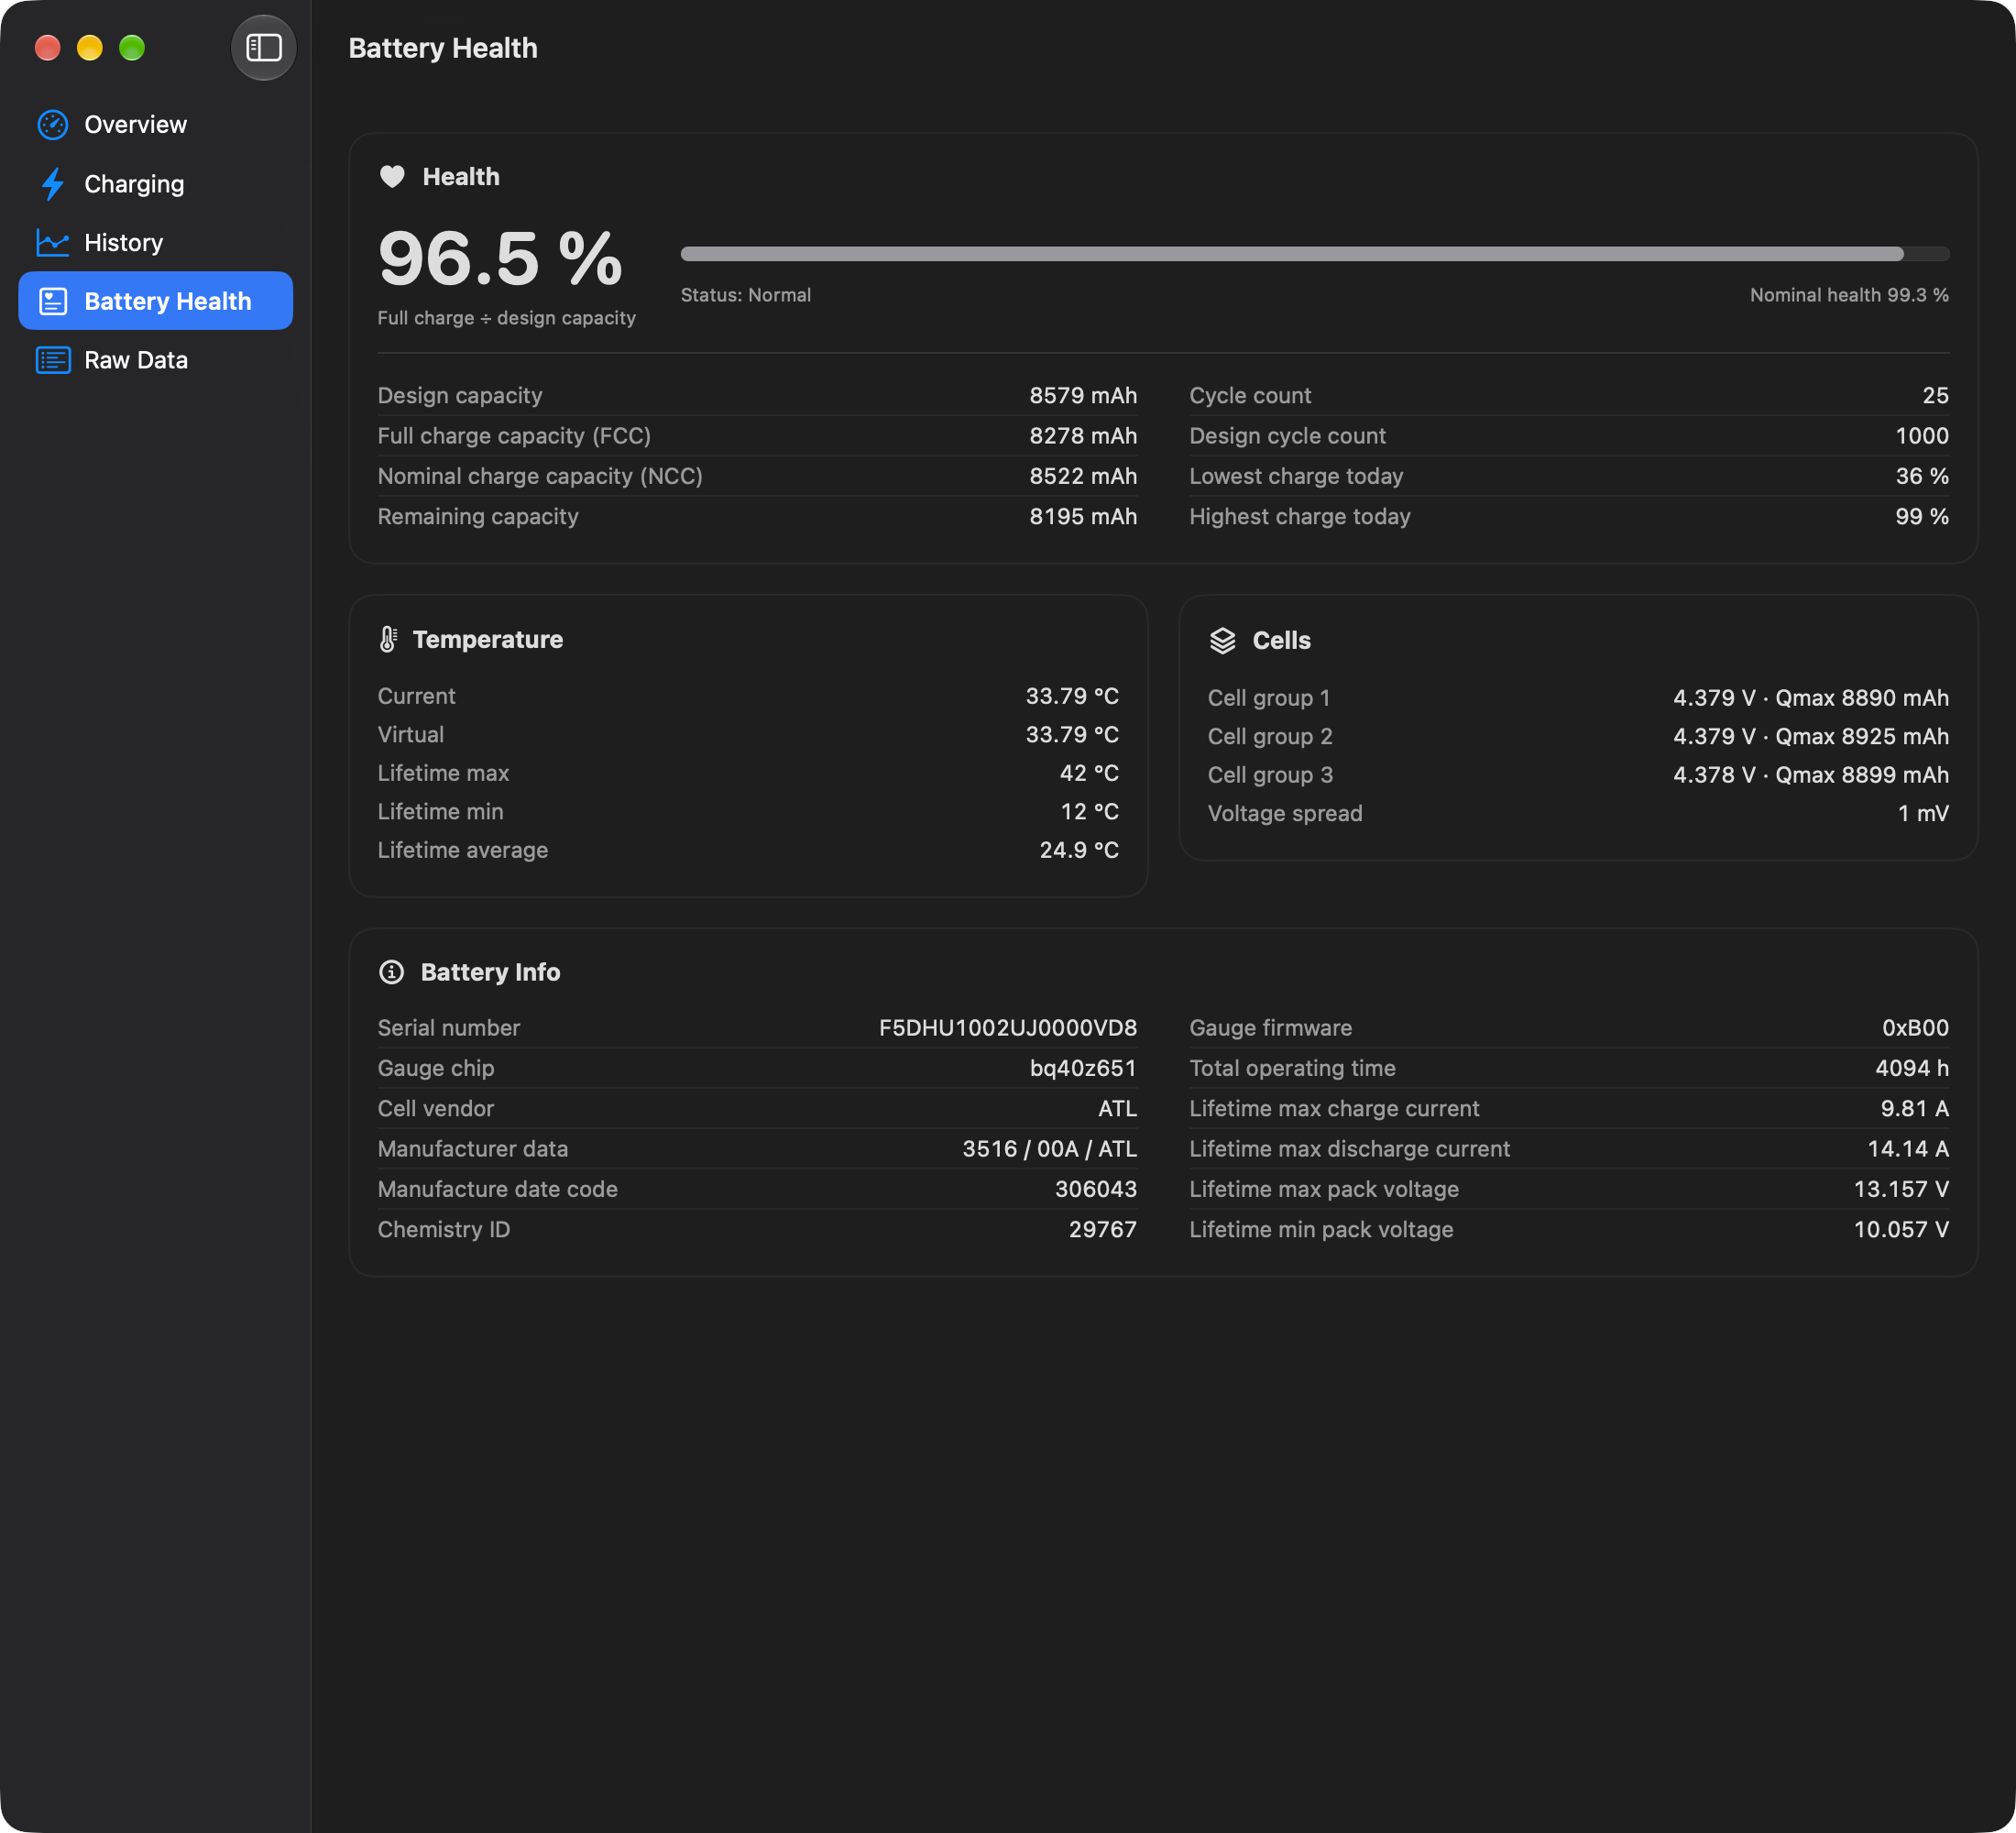 Battery Health
Overview
Charging
History
Battery Health
Raw Data
Health
96.5 %
Full charge ÷ design capacity
Status: Normal
Nominal health 99.3 %
Design capacity 8579 mAh
Full charge capacity (FCC) 8278 mAh
Nominal charge capacity (NCC) 8522 mAh
Remaining capacity 8195 mAh
Cycle count 25
Design cycle count 1000
Lowest charge today 36 %
Highest charge today 99 %
Temperature
Current 33.79 °C
Virtual 33.79 °C
Lifetime max 42 °C
Lifetime min 12 °C
Lifetime average 24.9 °C
Cells
Cell group 1 4.379 V · Qmax 8890 mAh
Cell group 2 4.379 V · Qmax 8925 mAh
Cell group 3 4.378 V · Qmax 8899 mAh
Voltage spread 1 mV
Battery Info
Serial number F5DHU1002UJ0000VD8
Gauge chip bq40z651
Cell vendor ATL
Manufacturer data 3516 / 00A / ATL
Manufacture date code 306043
Chemistry ID 29767
Gauge firmware 0xB00
Total operating time 4094 h
Lifetime max charge current 9.81 A
Lifetime max discharge current 14.14 A
Lifetime max pack voltage 13.157 V
Lifetime min pack voltage 10.057 V